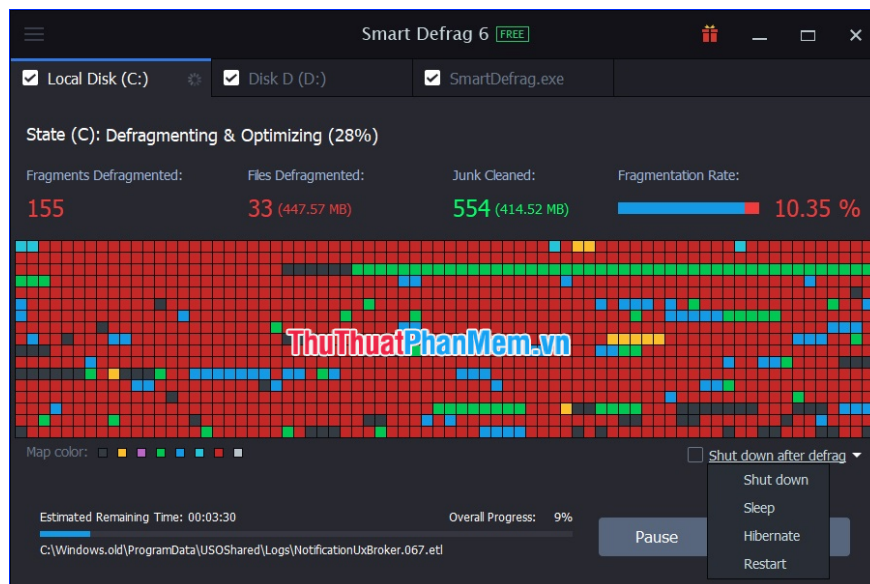 Smart Defrag 6 FREE
Local Disk (C:) Disk D (D:) SmartDefrag.exe
State (C): Defragmenting & Optimizing (28%)
Fragments Defragmented: Files Defragmented: Junk Cleaned: Fragmentation Rate:
155 33 (447.57 MB) 554 (414.52 MB) 10.35 %
ThuThuatPhanMem.vn
Map color: Shut down after defrag
Shut down
Sleep
Hibernate
Restart
Estimated Remaining Time: 00:03:30 Overall Progress: 9%
Pause
C:\Windows.old\ProgramData\USOShared\Logs\NotificationUxBroker.067.etl